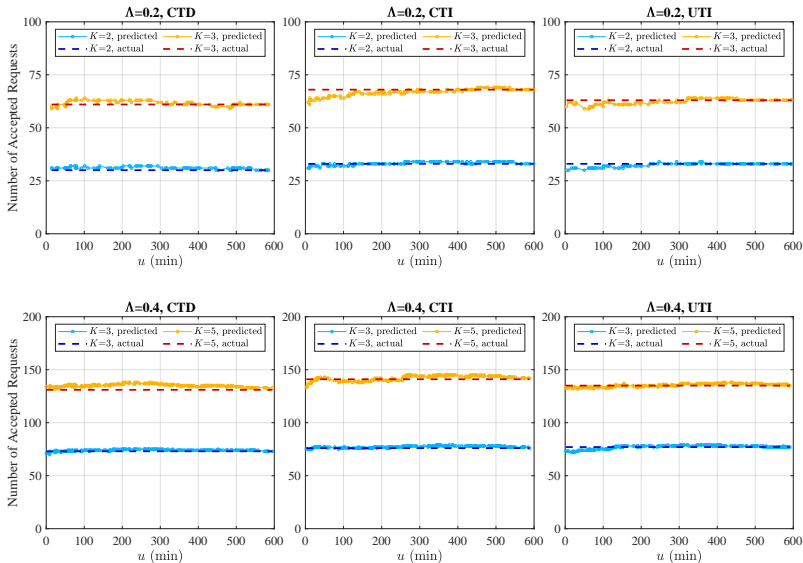 Λ=0.2, CTD
K=2, predicted K=3, predicted
K=2, actual K=3, actual
100
75
50
25
0
0 100 200 300 400 500 600
u (min)
Number of Accepted Requests
Λ=0.2, CTI
K=2, predicted K=3, predicted
K=2, actual K=3, actual
100
75
50
25
0
0 100 200 300 400 500 600
u (min)
Λ=0.2, UTI
K=2, predicted K=3, predicted
K=2, actual K=3, actual
100
75
50
25
0
0 100 200 300 400 500 600
u (min)
Λ=0.4, CTD
K=3, predicted K=5, predicted
K=3, actual K=5, actual
200
150
100
50
0
0 100 200 300 400 500 600
u (min)
Number of Accepted Requests
Λ=0.4, CTI
K=3, predicted K=5, predicted
K=3, actual K=5, actual
200
150
100
50
0
0 100 200 300 400 500 600
u (min)
Λ=0.4, UTI
K=3, predicted K=5, predicted
K=3, actual K=5, actual
200
150
100
50
0
0 100 200 300 400 500 600
u (min)